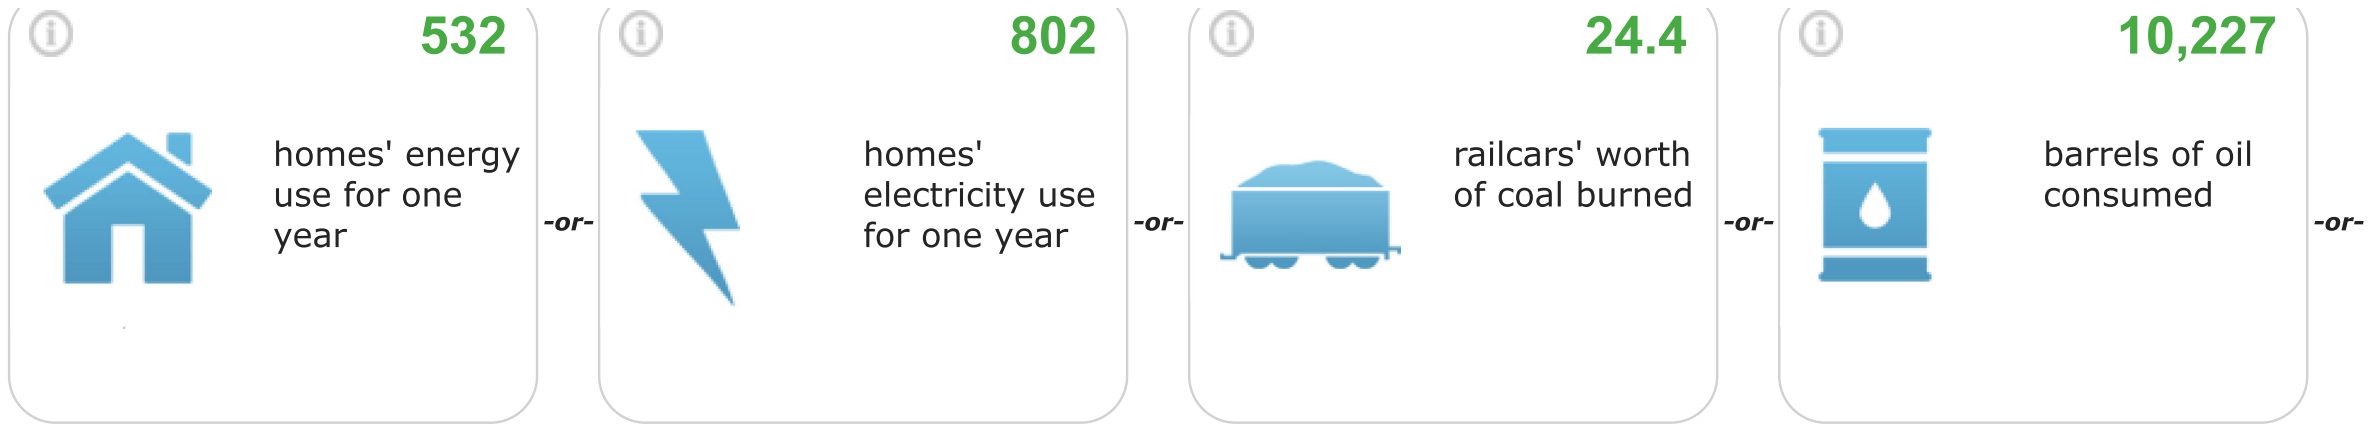 532
homes' energy
use for one
year
-or-
802
homes'
electricity use
for one year
-or-
24.4
railcars' worth
of coal burned
-or-
10,227
barrels of oil
consumed
-or-